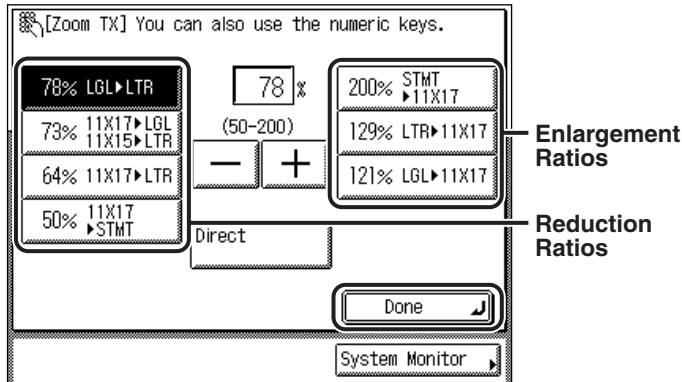 [Zoom TX] You can also use the numeric keys.
78% LGL▶LTR
73% 11X17▶LGL
11X15▶LTR
64% 11X17▶LTR
50% 11X17
▶STMT
78 %
(50-200)
− +
Direct
200% STMT
▶11X17
129% LTR▶11X17
121% LGL▶11X17
Enlargement
Ratios
Reduction
Ratios
Done
System Monitor